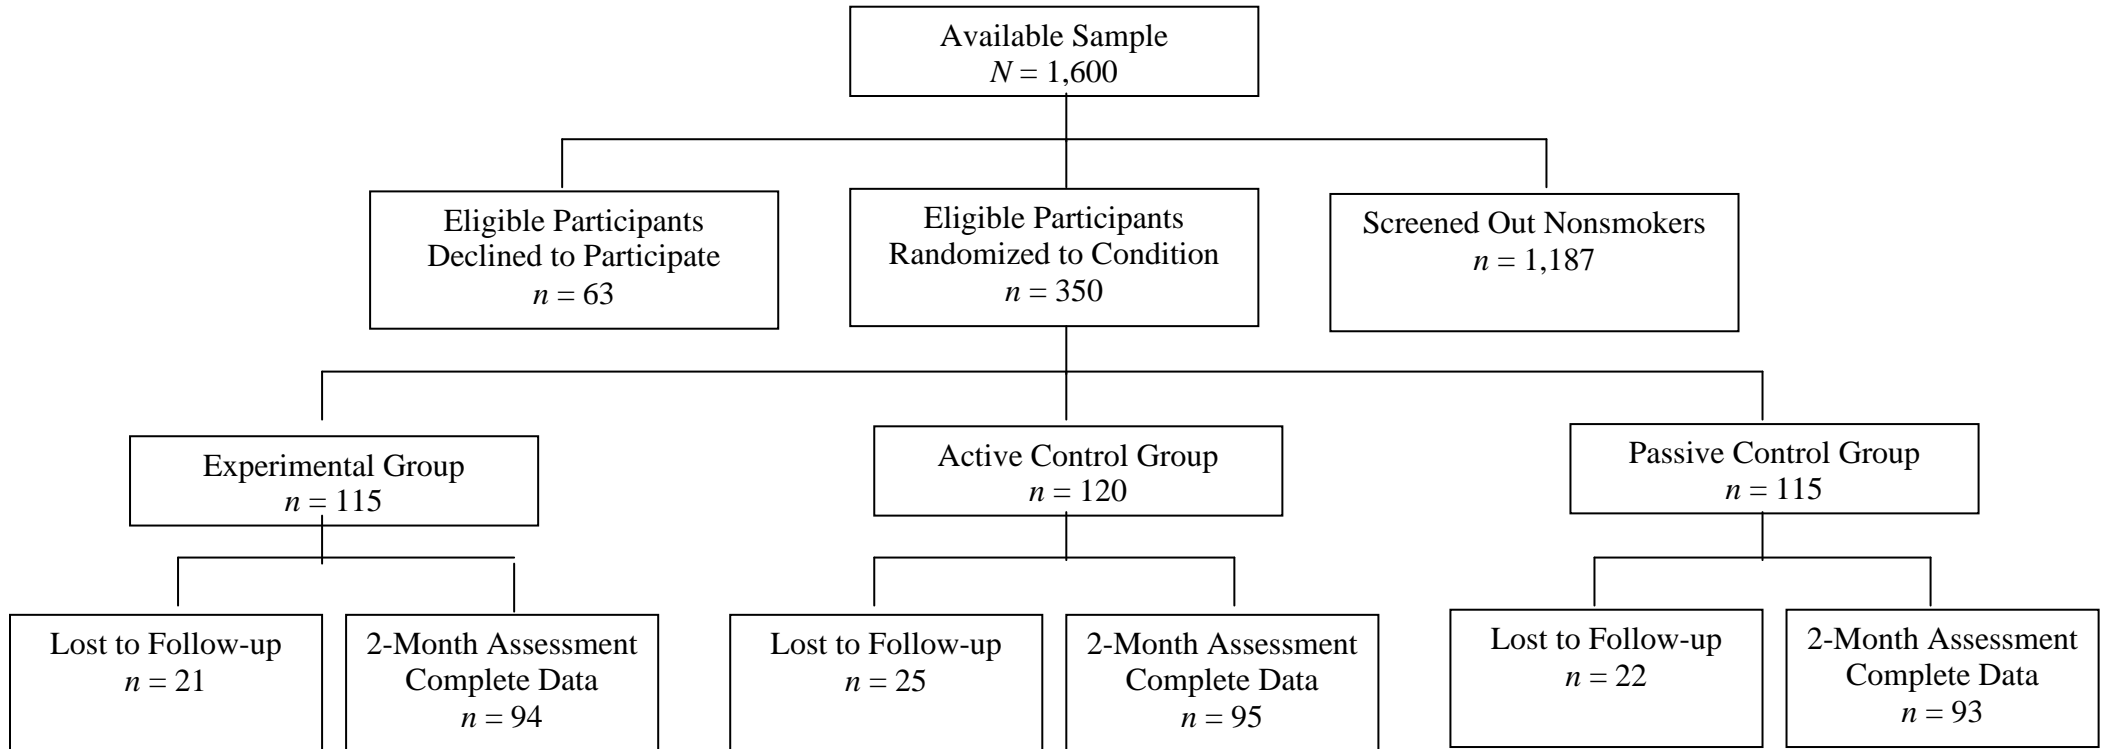 Available Sample
N = 1,600
Eligible Participants
Declined to Participate
n = 63
Eligible Participants
Randomized to Condition
n = 350
Screened Out Nonsmokers
n = 1,187
Experimental Group
n = 115
Active Control Group
n = 120
Passive Control Group
n = 115
Lost to Follow-up
n = 21
2-Month Assessment
Complete Data
n = 94
Lost to Follow-up
n = 25
2-Month Assessment
Complete Data
n = 95
Lost to Follow-up
n = 22
2-Month Assessment
Complete Data
n = 93